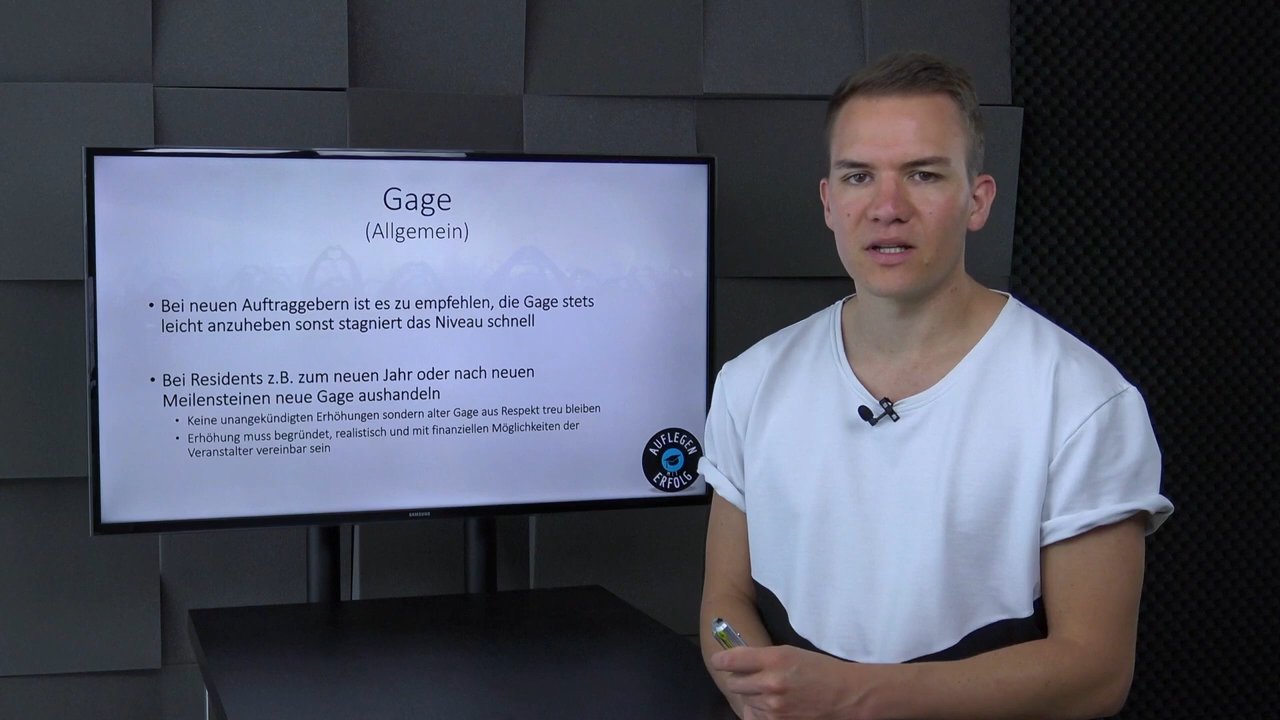 Gage
(Allgemein)
• Bei neuen Auftraggebern ist es zu empfehlen, die Gage stets
leicht anzuheben sonst stagniert das Niveau schnell
• Bei Residents z.B. zum neuen Jahr oder nach neuen
Meilensteinen neue Gage aushandeln
• Keine unangekündigten Erhöhungen sondern alter Gage aus Respekt treu bleiben
• Erhöhung muss begründet, realistisch und mit finanziellen Möglichkeiten der
Veranstalter vereinbar sein
AUFLEGEN
MIT
ERFOLG
SAMSUNG